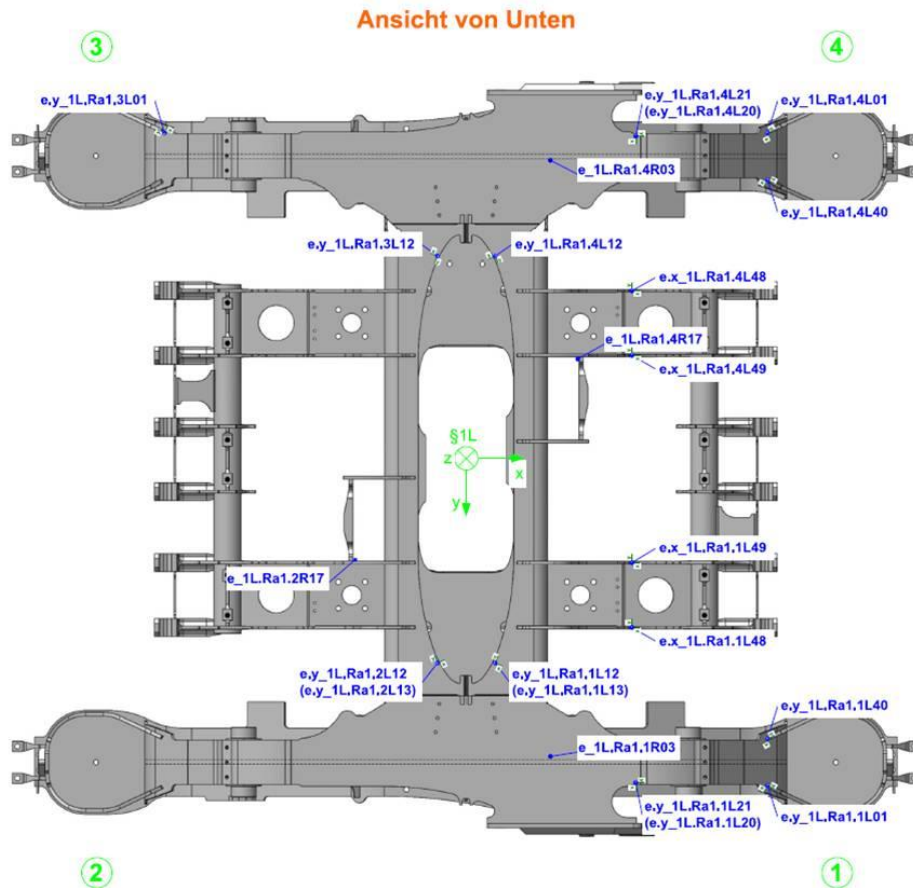 Ansicht von Unten
3
4
e,y_1L,Ra1,3L01
e,y_1L,Ra1,4L21
(e,y_1L,Ra1,4L20)
e,y_1L,Ra1,4L01
e_1L.Ra1.4R03
e,y_1L,Ra1,4L40
e,y_1L,Ra1,3L12
e,y_1L,Ra1,4L12
e.x_1L.Ra1.4L48
e_1L.Ra1.4R17
e,x_1L,Ra1,4L49
§1L
z
x
y
e,x_1L,Ra1,1L49
e_1L.Ra1.2R17
e.x_1L.Ra1.1L48
e,y_1L,Ra1,2L12
(e,y_1L,Ra1,2L13)
e,y_1L,Ra1,1L12
(e,y_1L,Ra1,1L13)
e,y_1L,Ra1,1L40
e_1L,Ra1,1R03
e,y_1L,Ra1,1L21
(e,y_1L.Ra1.1L20)
e,y_1L,Ra1,1L01
2
1